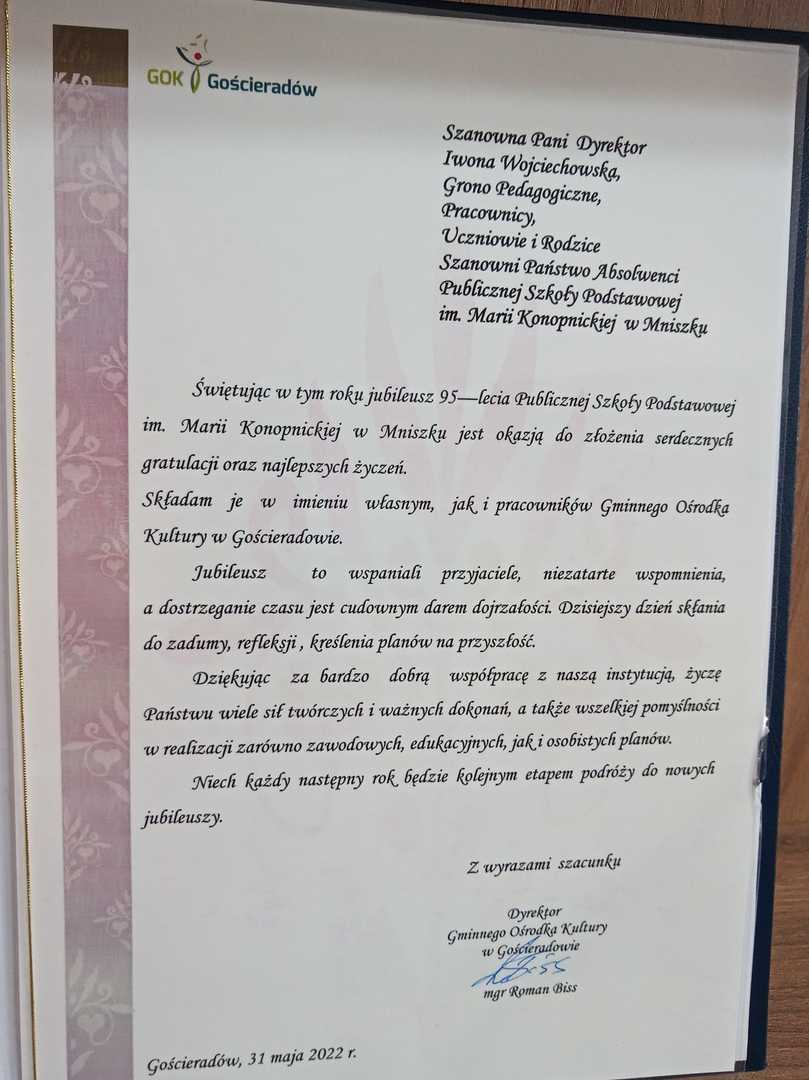 GOK Gościeradów
Szanowna Pani Dyrektor
Iwona Wojciechowska,
Grono Pedagogiczne,
Pracownicy,
Uczniowie i Rodzice
Szanowni Państwo Absolwenci
Publicznej Szkoły Podstawowej
im. Marii Konopnickiej w Mniszku
Świętując w tym roku jubileusz 95—lecia Publicznej Szkoły Podstawowej
im. Marii Konopnickiej w Mniszku jest okazją do złożenia serdecznych
gratulacji oraz najlepszych życzeń.
Składam je w imieniu własnym, jak i pracowników Gminnego Ośrodka
Kultury w Gościeradowie.
Jubileusz to wspaniali przyjaciele, niezatarte wspomnienia,
a dostrzeganie czasu jest cudownym darem dojrzałości. Dzisiejszy dzień skłania
do zadumy, refleksji , kreślenia planów na przyszłość.
Dziękując za bardzo dobrą współpracę z naszą instytucją, życzę
Państwu wiele sił twórczych i ważnych dokonań, a także wszelkiej pomyślności
w realizacji zarówno zawodowych, edukacyjnych, jak i osobistych planów.
Niech każdy następny rok będzie kolejnym etapem podróży do nowych
jubileuszy.
Z wyrazami szacunku
Dyrektor
Gminnego Ośrodka Kultury
w Gościeradowie
mgr Roman Biss
Gościeradów, 31 maja 2022 r.